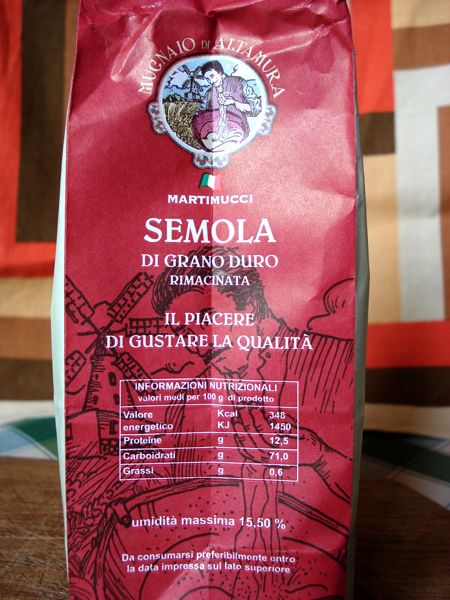 MUGNAIO DI ALTAMURA
MARTIMUCCI
SEMOLA
DI GRANO DURO
RIMACINATA
IL PIACERE
DI GUSTARE LA QUALITÀ
INFORMAZIONI NUTRIZIONALI
valori medi per 100 g di prodotto
Valore Kcal 348
energetico KJ 1450
Proteine g 12,5
Carboidrati g 71,0
Grassi g 0,6
umidità massima 15,50 %
Da consumarsi preferibilmente entro
la data impressa sul lato superiore